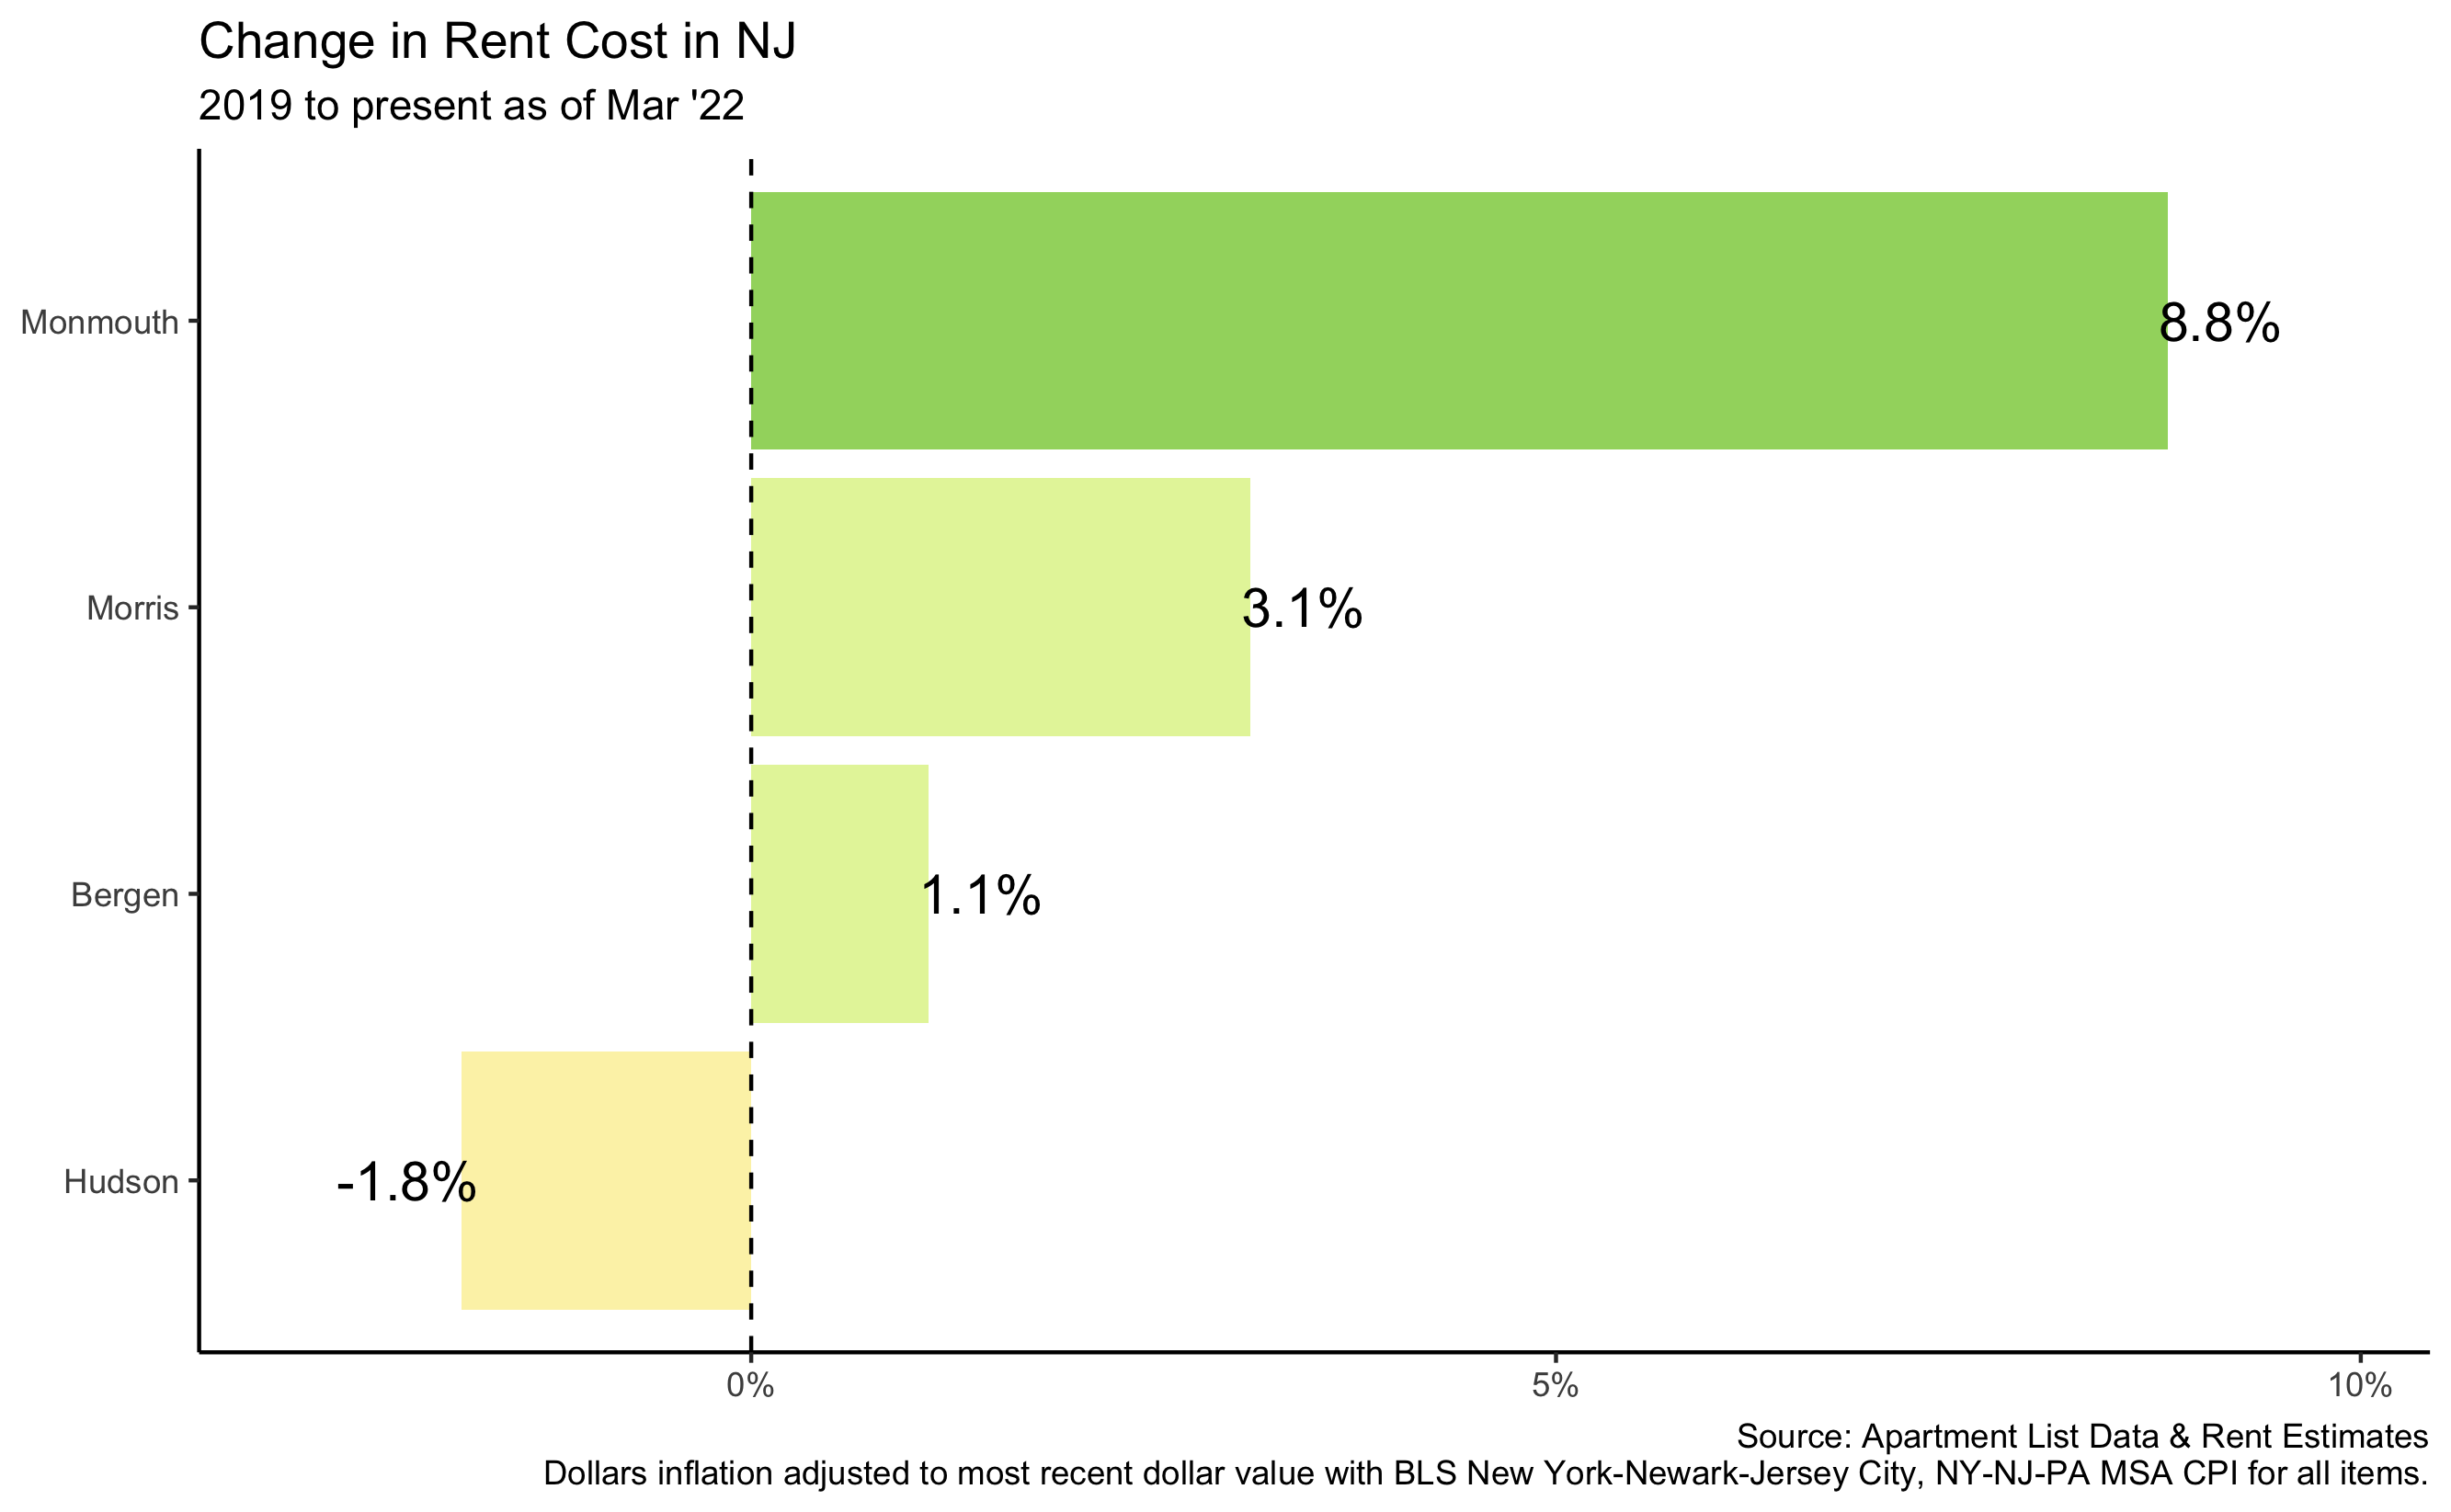 Change in Rent Cost in NJ
2019 to present as of Mar '22
Monmouth
8.8%
Morris
3.1%
Bergen
1.1%
Hudson
-1.8%
0%
5%
10%
Source: Apartment List Data & Rent Estimates
Dollars inflation adjusted to most recent dollar value with BLS New York-Newark-Jersey City, NY-NJ-PA MSA CPI for all items.